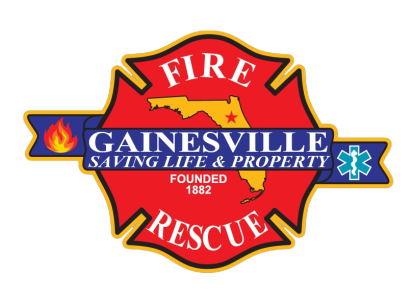 FIRE
GAINESVILLE
SAVING LIFE & PROPERTY
FOUNDED
1882
RESCUE